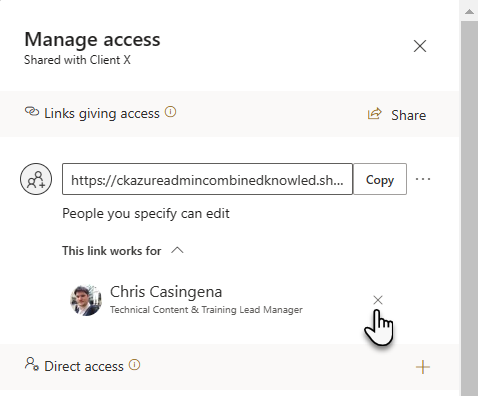 Manage access
Shared with Client X
Links giving access
Share
https://ckazureadmincombinedknowled.sh...
Copy
People you specify can edit
This link works for
Chris Casingena
Technical Content & Training Lead Manager
Direct access